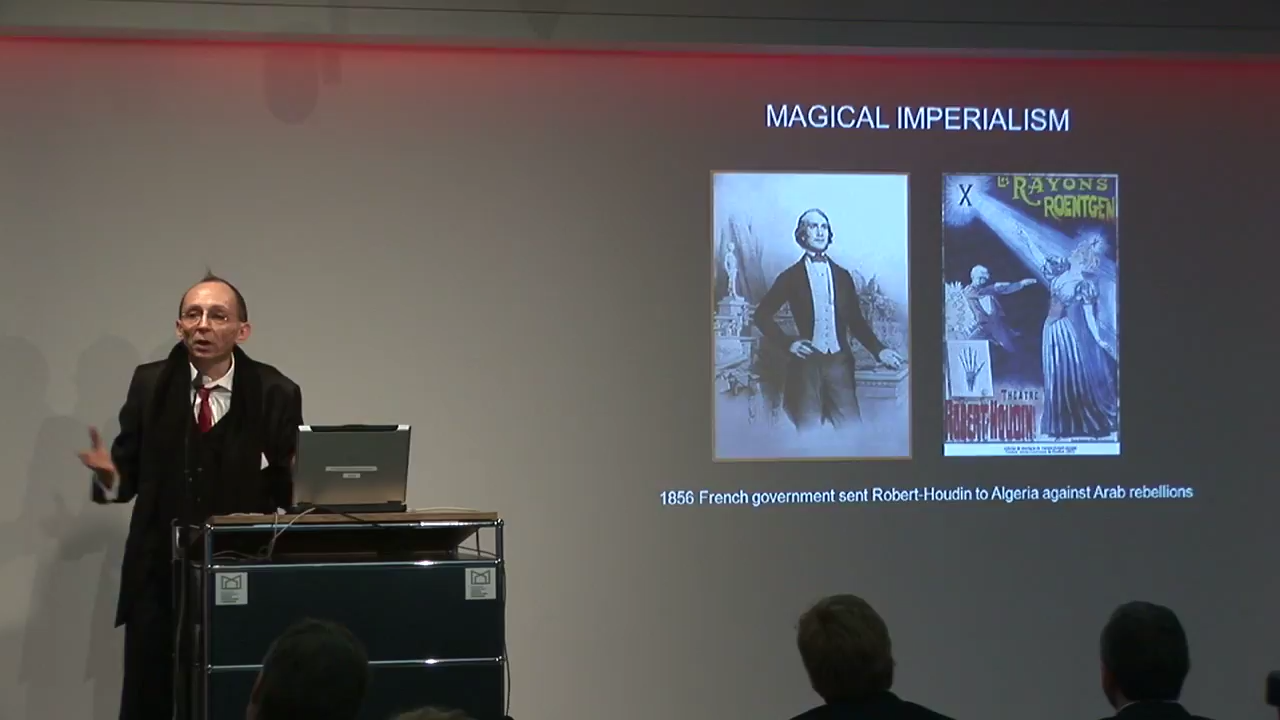 MAGICAL IMPERIALISM
X
LES RAYONS
ROENTGEN
THEATRE
ROBERT-HOUDIN
1856 French government sent Robert-Houdin to Algeria against Arab rebellions